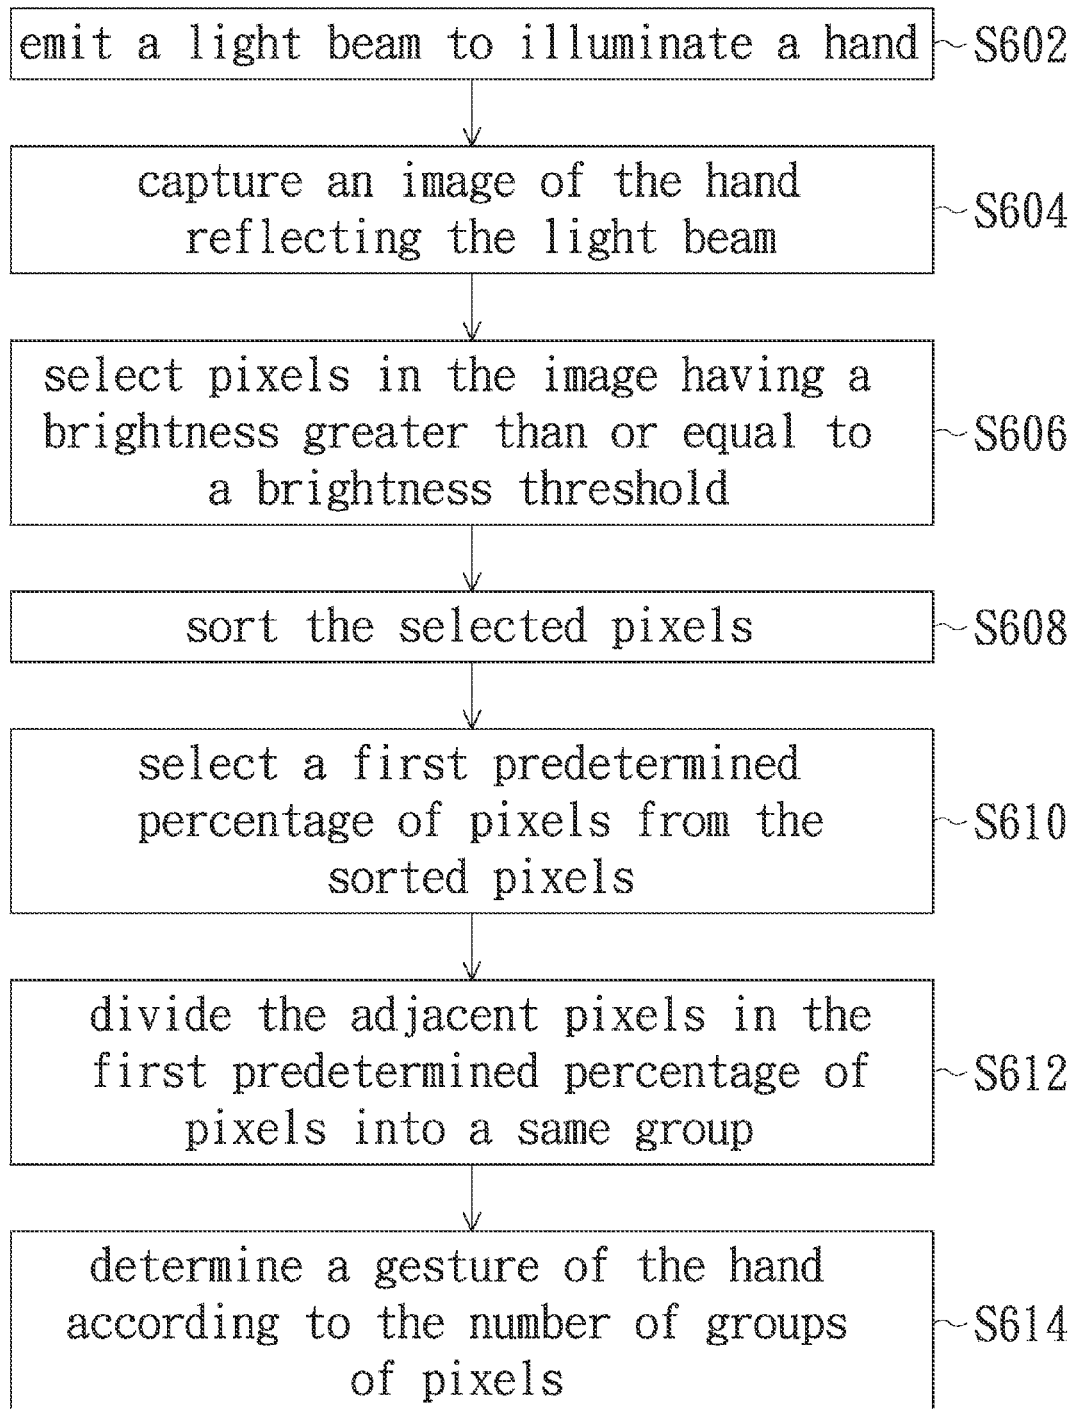 emit a light beam to illuminate a hand S602
capture an image of the hand
reflecting the light beam
S604
select pixels in the image having a
brightness greater than or equal to
a brightness threshold
S606
sort the selected pixels S608
select a first predetermined
percentage of pixels from the
sorted pixels
S610
divide the adjacent pixels in the
first predetermined percentage of
pixels into a same group
S612
determine a gesture of the hand
according to the number of groups
of pixels
S614